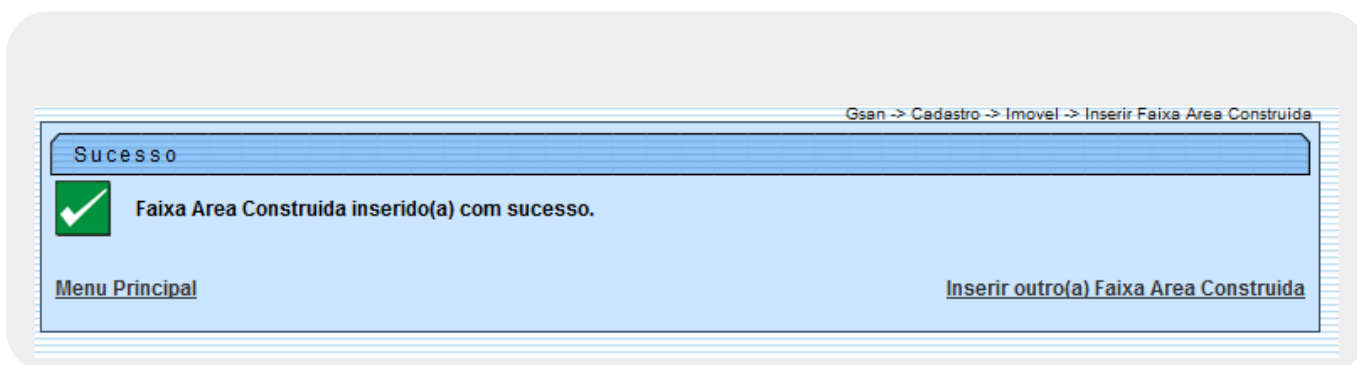 Gsan -> Cadastro -> Imovel -> Inserir Faixa Area Construida
Sucesso
Faixa Area Construida inserido(a) com sucesso.
Menu Principal
Inserir outro(a) Faixa Area Construida